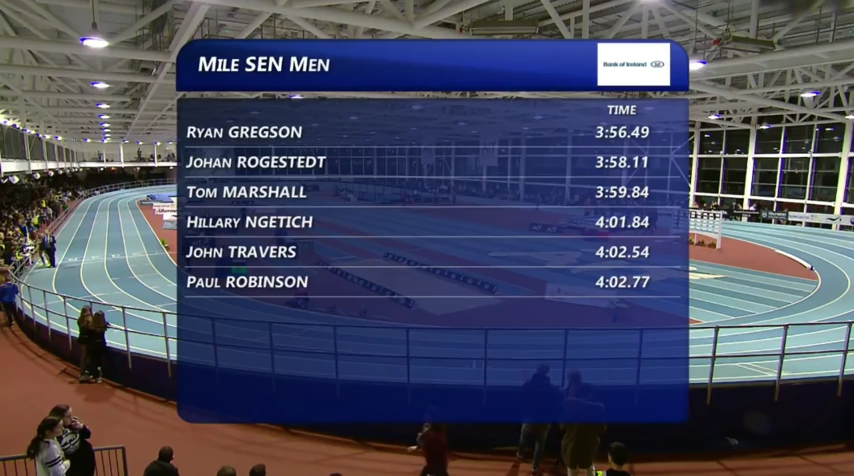 Mile SEN Men
Bank of Ireland
TIME
Ryan GREGSON 3:56.49
Johan ROGESTEDT 3:58.11
Tom MARSHALL 3:59.84
Hillary NGETICH 4:01.84
John TRAVERS 4:02.54
Paul ROBINSON 4:02.77